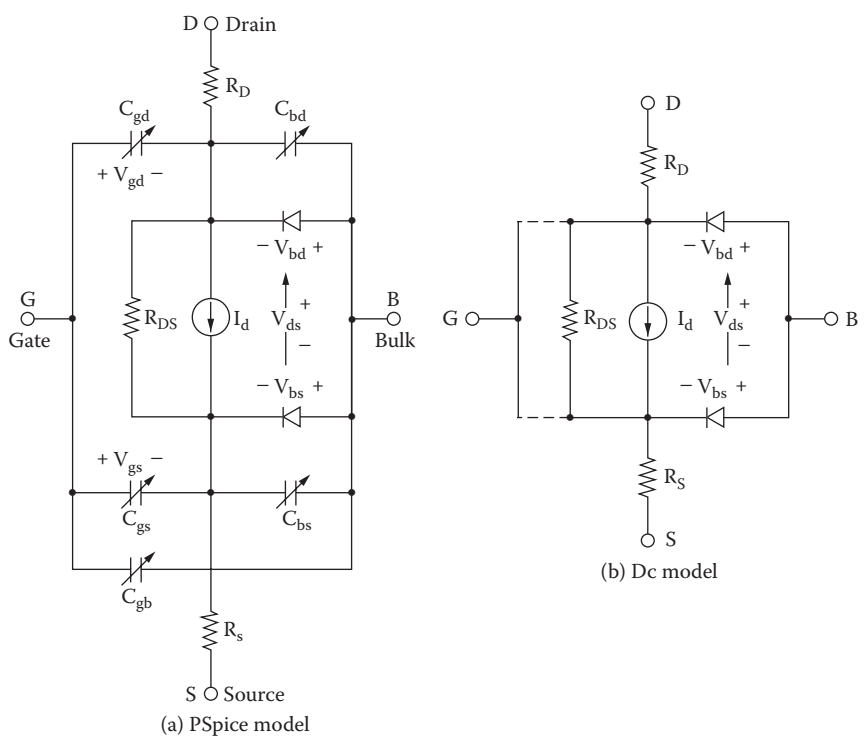 D Drain
R_D
C_gd
C_bd
+ V_gd −
− V_bd +
G
Gate
R_DS
I_d
+
V_ds
−
B
Bulk
− V_bs +
+ V_gs −
C_gs
C_bs
C_gb
R_s
S Source
(a) PSpice model
D
R_D
− V_bd +
G
R_DS
I_d
+
V_ds
−
B
− V_bs +
R_S
S
(b) Dc model